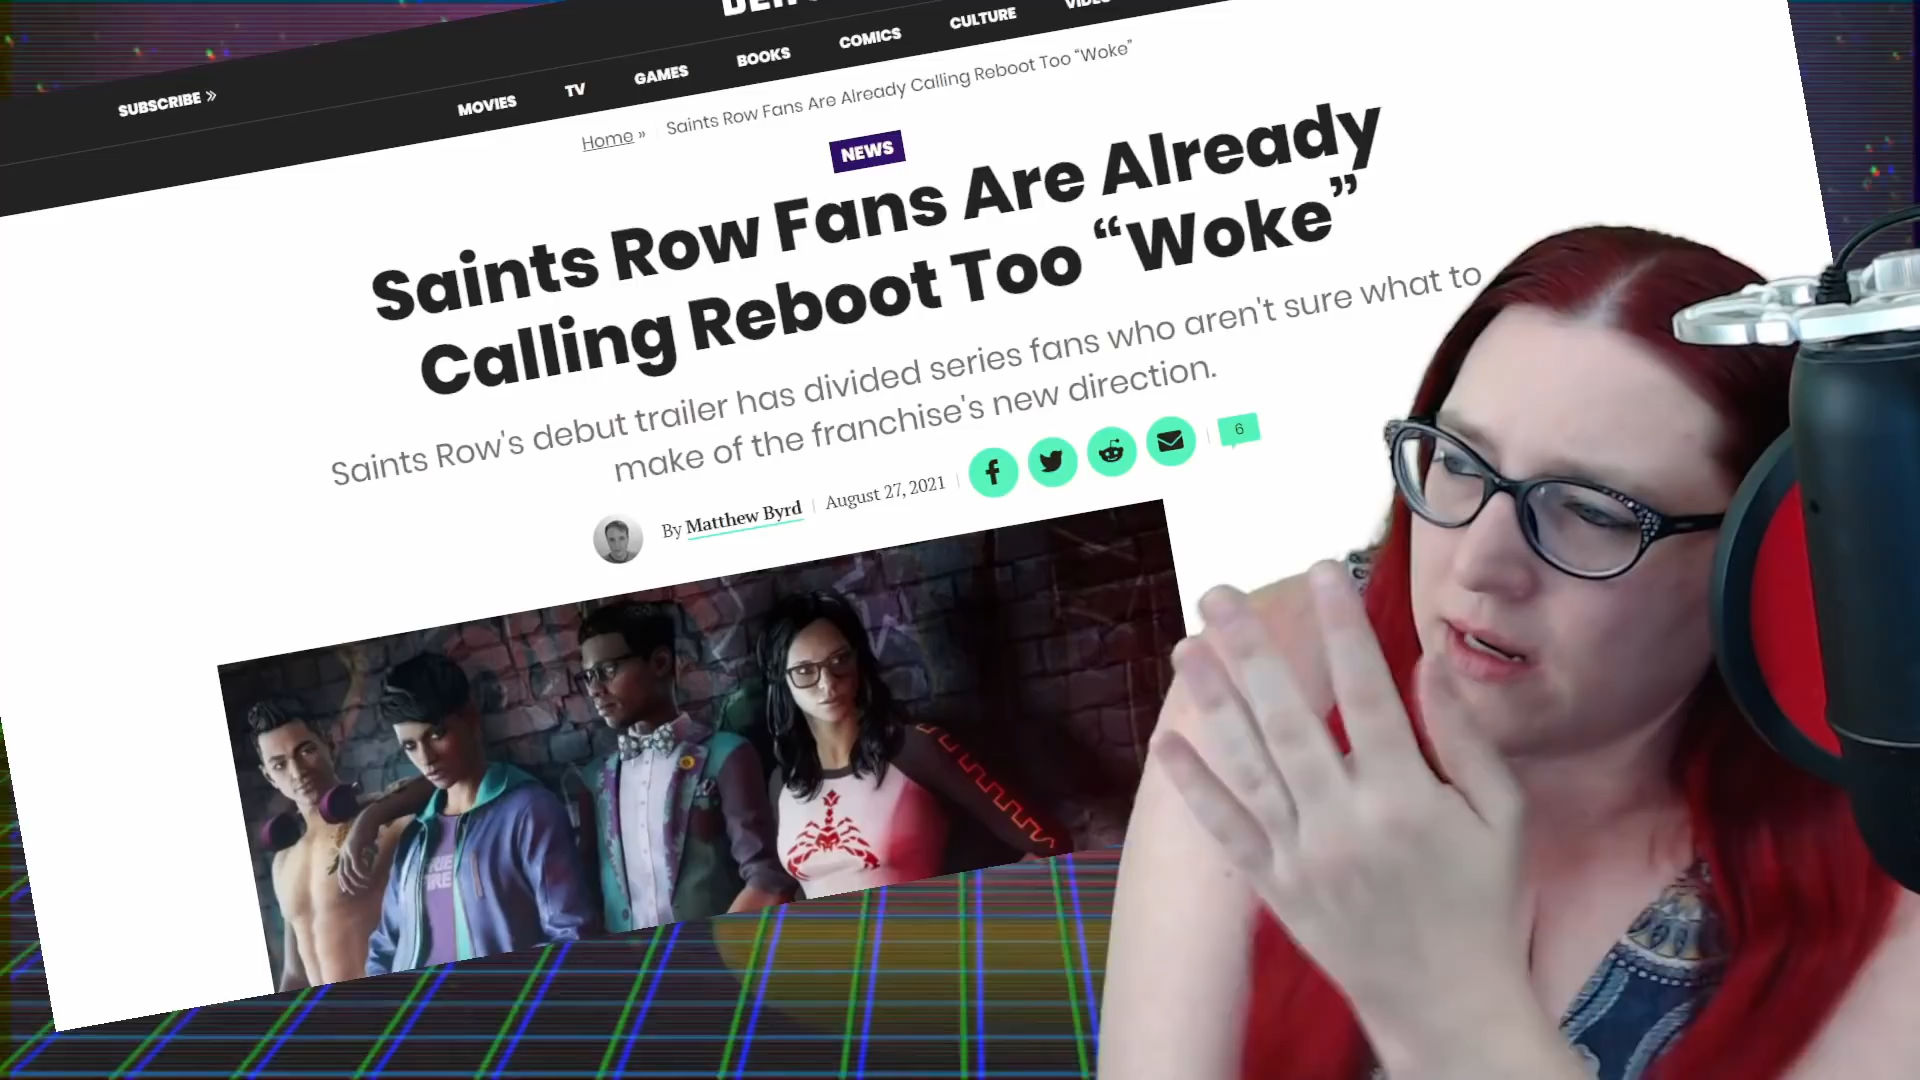 SUBSCRIBE »
MOVIES TV GAMES BOOKS COMICS CULTURE
Home » Saints Row Fans Are Already Calling Reboot Too “Woke”
NEWS
Saints Row Fans Are Already
Calling Reboot Too “Woke”
Saints Row's debut trailer has divided series fans who aren't sure what to
make of the franchise's new direction.
By Matthew Byrd | August 27, 2021 | 6